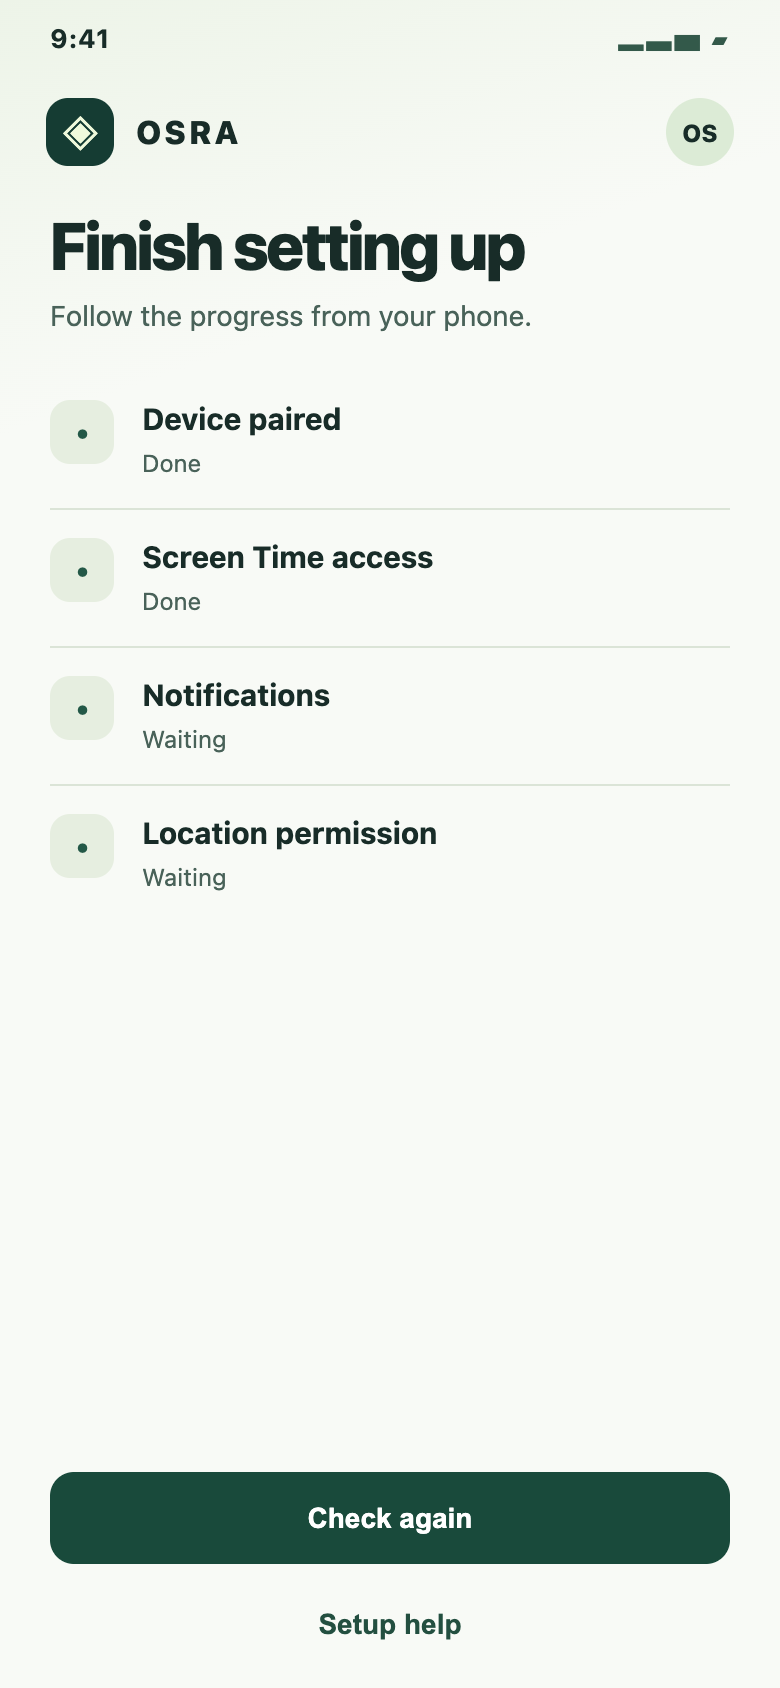 9:41
OSRA
OS
Finish setting up
Follow the progress from your phone.
Device paired
Done
Screen Time access
Done
Notifications
Waiting
Location permission
Waiting
Check again
Setup help